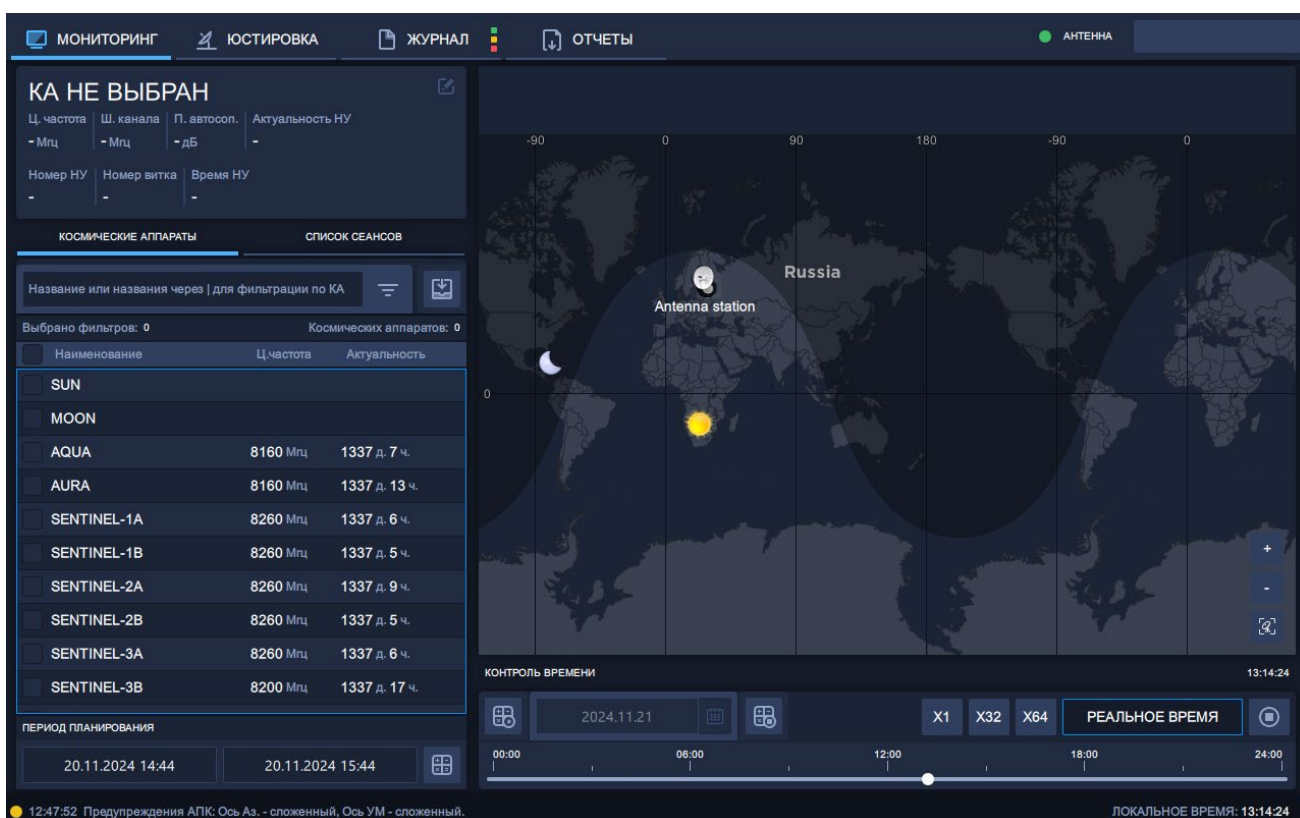 МОНИТОРИНГ ЮСТИРОВКА ЖУРНАЛ ОТЧЕТЫ АНТЕННА
КА НЕ ВЫБРАН
Ц. частота Ш. канала П. автосоп. Актуальность НУ
- Мгц - Мгц - дБ -
Номер НУ Номер витка Время НУ
- - -
КОСМИЧЕСКИЕ АППАРАТЫ СПИСОК СЕАНСОВ
Название или названия через | для фильтрации по КА
Выбрано фильтров: 0 Космических аппаратов: 0
Наименование Ц.частота Актуальность
SUN
MOON
AQUA 8160 Мгц 1337 д. 7 ч.
AURA 8160 Мгц 1337 д. 13 ч.
SENTINEL-1A 8260 Мгц 1337 д. 6 ч.
SENTINEL-1B 8260 Мгц 1337 д. 5 ч.
SENTINEL-2A 8260 Мгц 1337 д. 9 ч.
SENTINEL-2B 8260 Мгц 1337 д. 5 ч.
SENTINEL-3A 8260 Мгц 1337 д. 6 ч.
SENTINEL-3B 8200 Мгц 1337 д. 17 ч.
ПЕРИОД ПЛАНИРОВАНИЯ
20.11.2024 14:44 20.11.2024 15:44
-90 0 90 180 -90 0
Russia
Antenna station
0
+
-
КОНТРОЛЬ ВРЕМЕНИ 13:14:24
2024.11.21 X1 X32 X64 РЕАЛЬНОЕ ВРЕМЯ
00:00 06:00 12:00 18:00 24:00
12:47:52 Предупреждения АПК: Ось Аз. - сложенный, Ось УМ - сложенный. ЛОКАЛЬНОЕ ВРЕМЯ: 13:14:24